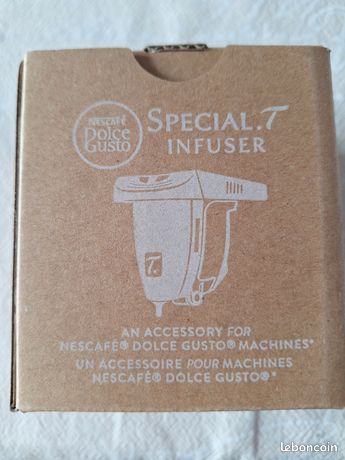 NESCAFÉ
Dolce
Gusto
SPECIAL.T
INFUSER
T.
AN ACCESSORY FOR
NESCAFÉ® DOLCE GUSTO® MACHINES*
UN ACCESSOIRE POUR MACHINES
NESCAFÉ® DOLCE GUSTO®*
leboncoin